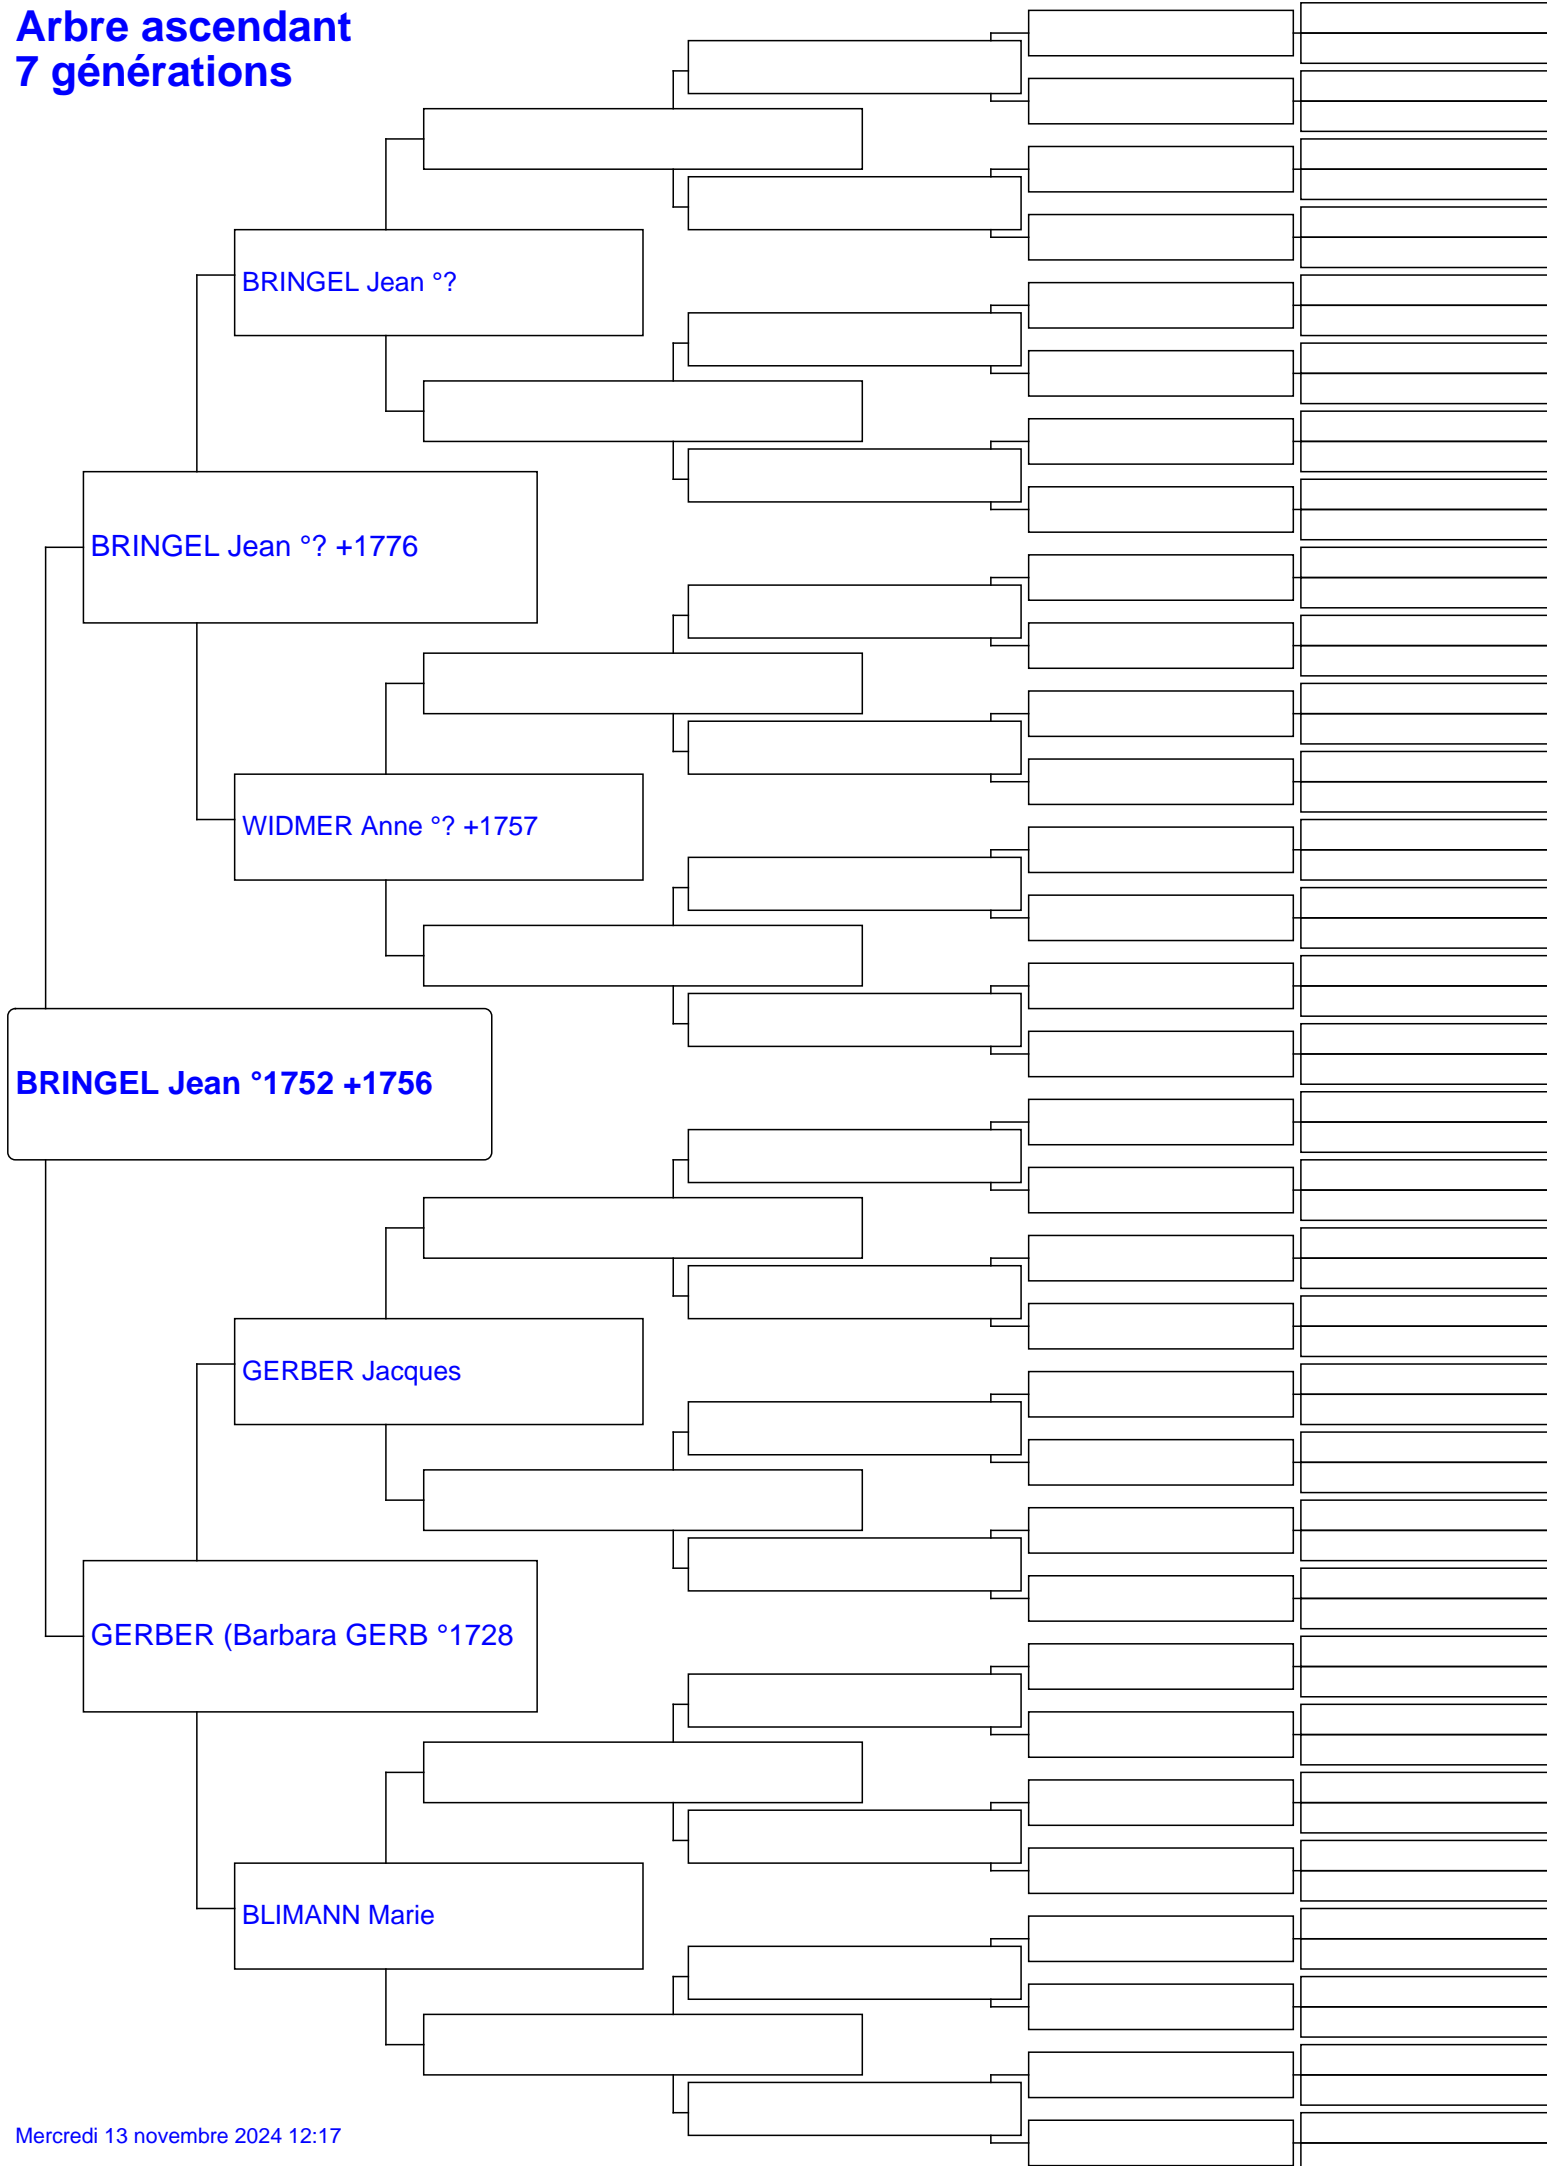 Arbre ascendant
7 générations
BRINGEL Jean °?
BRINGEL Jean °? +1776
WIDMER Anne °? +1757
BRINGEL Jean °1752 +1756
GERBER Jacques
GERBER (Barbara GERB °1728
BLIMANN Marie
Mercredi 13 novembre 2024 12:17